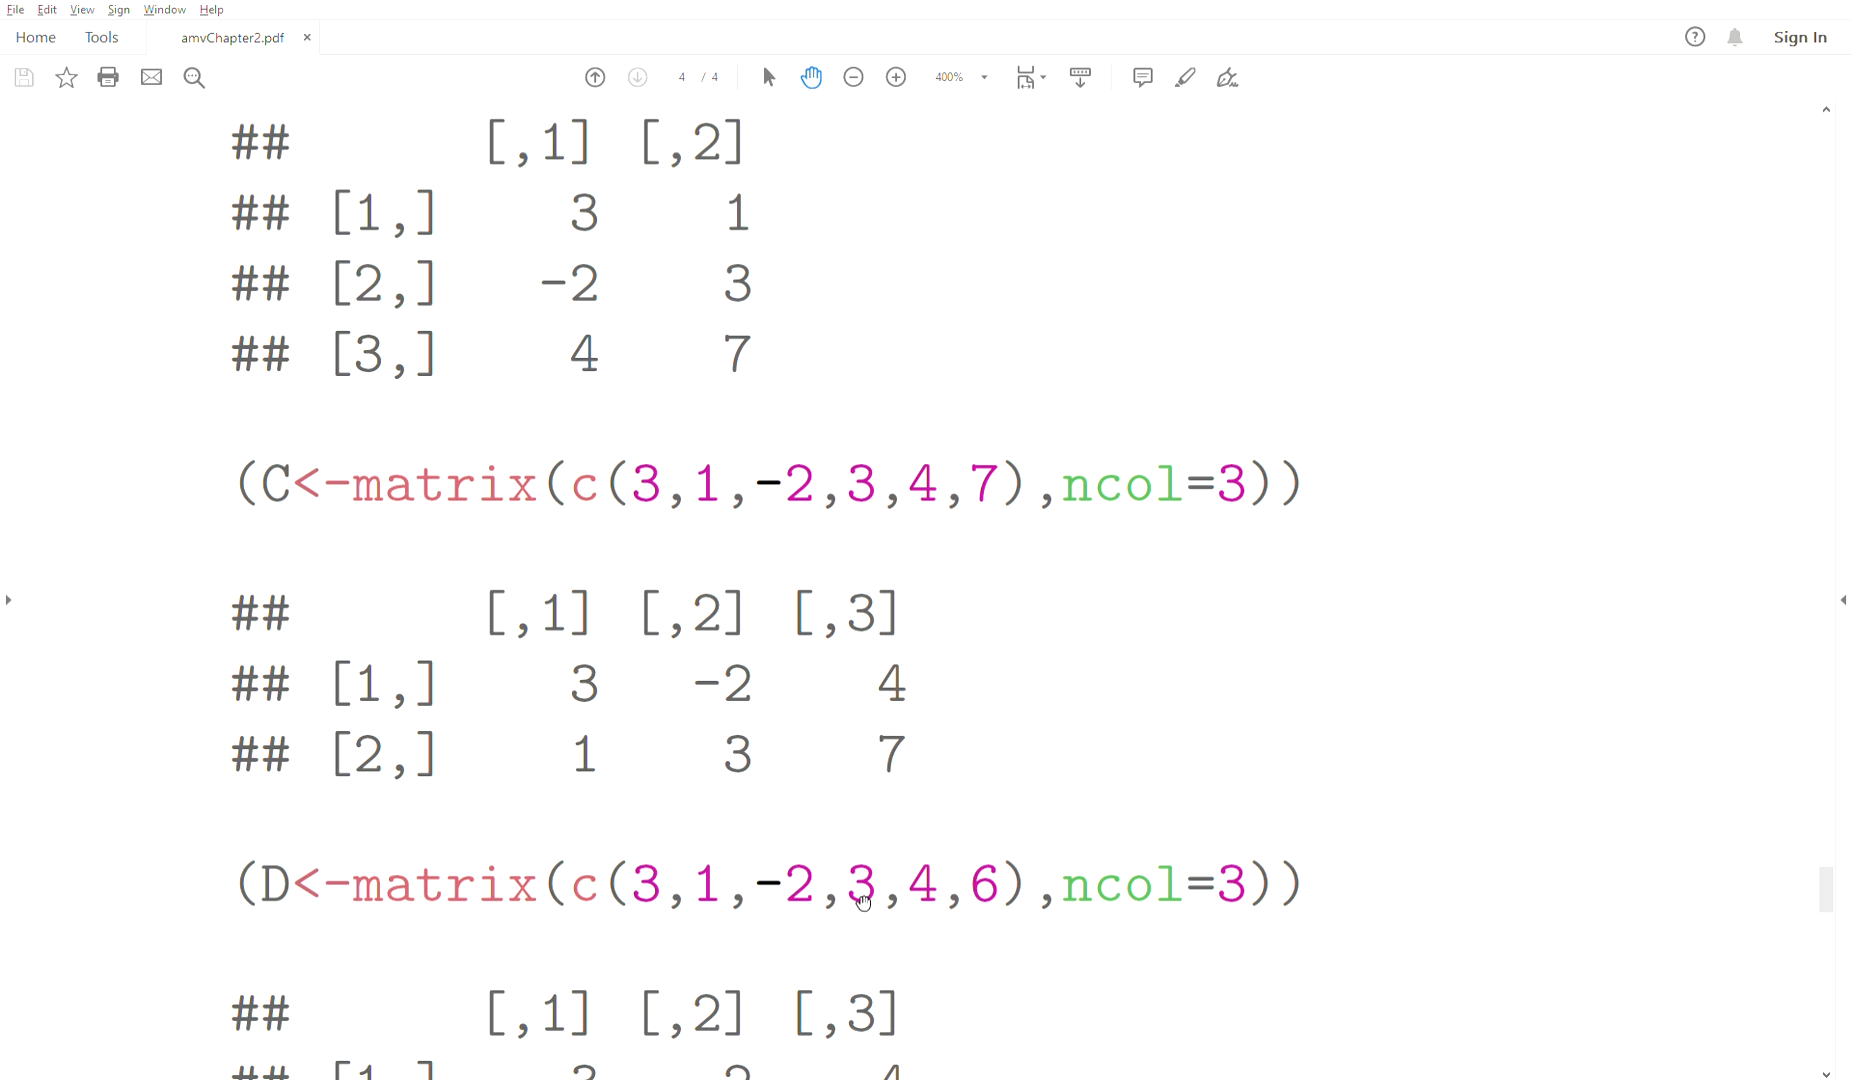 File Edit View Sign Window Help
Home Tools amvChapter2.pdf × Sign In
4 / 4 400%
## [,1] [,2]
## [1,] 3 1
## [2,] -2 3
## [3,] 4 7
(C<-matrix(c(3,1,-2,3,4,7),ncol=3))
## [,1] [,2] [,3]
## [1,] 3 -2 4
## [2,] 1 3 7
(D<-matrix(c(3,1,-2,3,4,6),ncol=3))
## [,1] [,2] [,3]